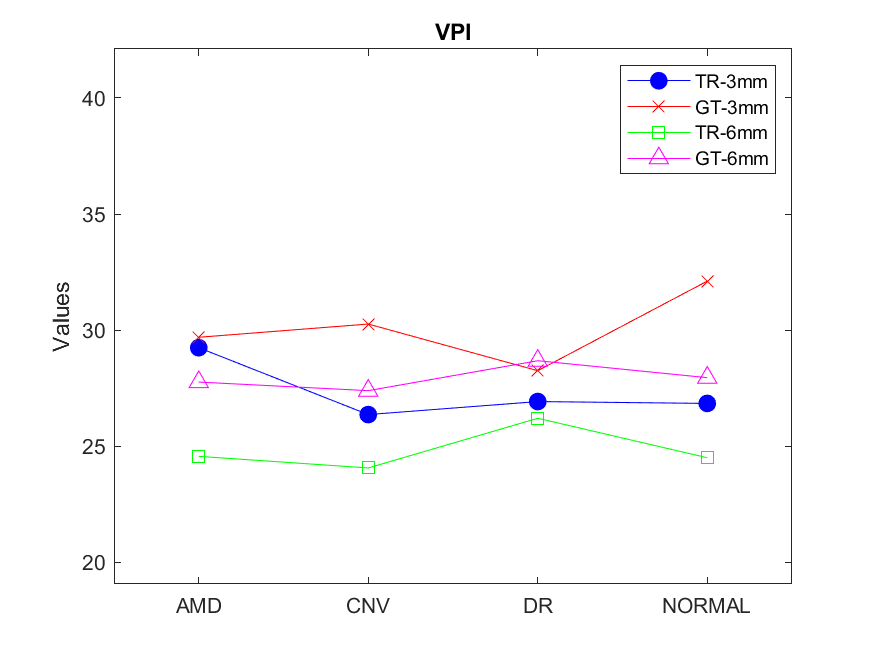 VPI
TR-3mm
GT-3mm
TR-6mm
GT-6mm
Values
40
35
30
25
20
AMD CNV DR NORMAL